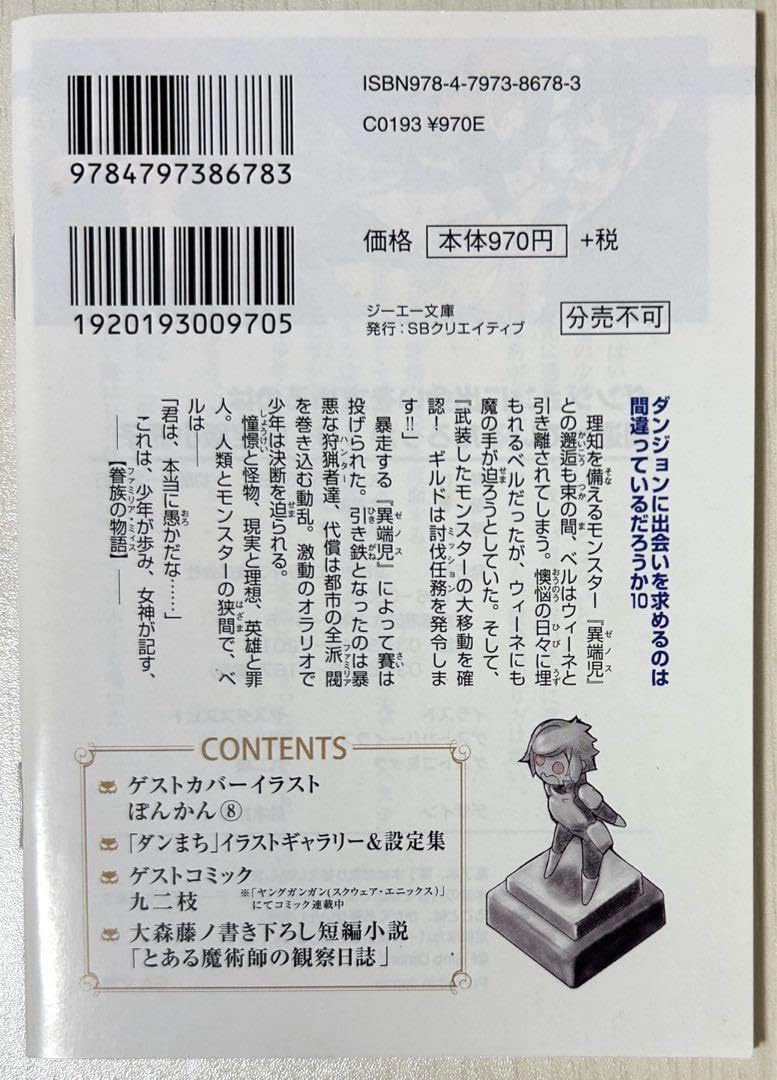 ISBN978-4-7973-8678-3
C0193 ¥970E
9784797386783
価格 本体970円 +税
1920193009705
ジーエー文庫
発行:SBクリエイティブ
分売不可
ダンジョンに出会いを求めるのは
間違っているだろうか10
理知を備えるモンスター『異端児』
との邂逅も束の間、ベルはウィーネと
引き離されてしまう。懊悩の日々に埋
もれるベルだったが、ウィーネにも
魔の手が迫ろうとしていた。そして、
『武装したモンスターの大移動を確
認！ ギルドは討伐任務を発令しま
す!!』
暴走する『異端児』によって賽は
投げられた。引き鉄となったのは暴
悪な狩猟者達、代償は都市の全派閥
を巻き込む動乱。激動のオラリオで
少年は決断を迫られる。
憧憬と怪物、現実と理想、英雄と罪
人。人類とモンスターの狭間で、ベ
ルは――
「君は、本当に愚かだな……」
これは、少年が歩み、女神が記す、
――【眷族の物語】――
CONTENTS
ゲストカバーイラスト
ぽんかん⑧
「ダンまち」イラストギャラリー&設定集
ゲストコミック
九二枝
※「ヤングガンガン(スクウェア・エニックス)」
にてコミック連載中
大森藤ノ書き下ろし短編小説
「とある魔術師の観察日誌」